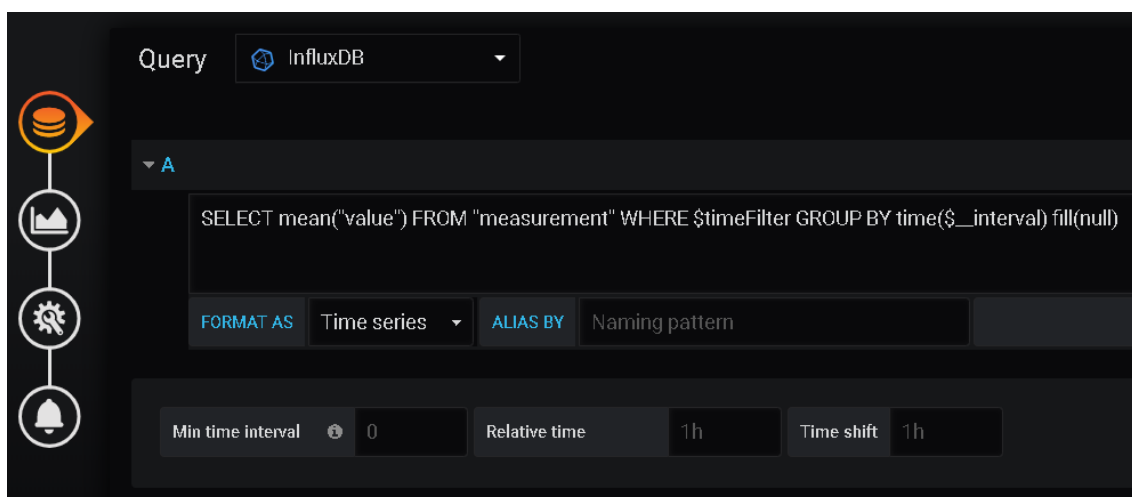 Query InfluxDB
A
SELECT mean("value") FROM "measurement" WHERE $timeFilter GROUP BY time($__interval) fill(null)
FORMAT AS Time series ALIAS BY Naming pattern
Min time interval 0 Relative time 1h Time shift 1h